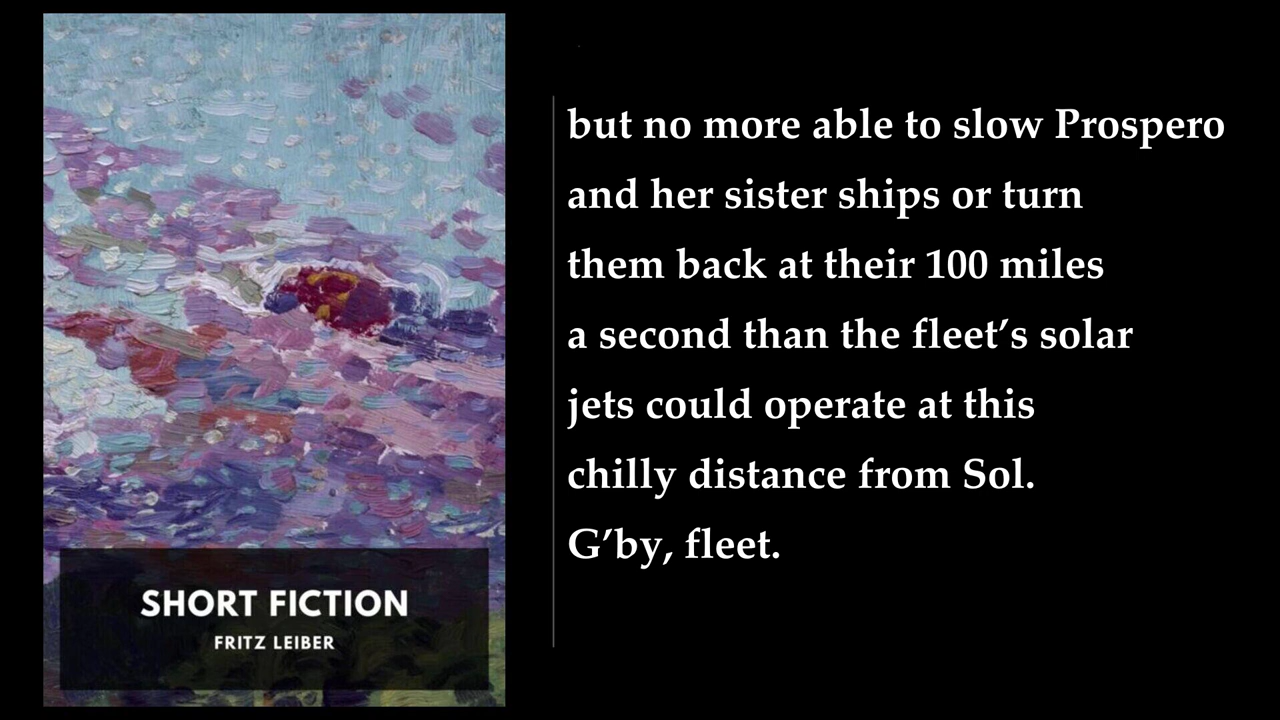 SHORT FICTION
FRITZ LEIBER
but no more able to slow Prospero
and her sister ships or turn
them back at their 100 miles
a second than the fleet’s solar
jets could operate at this
chilly distance from Sol.
G’by, fleet.